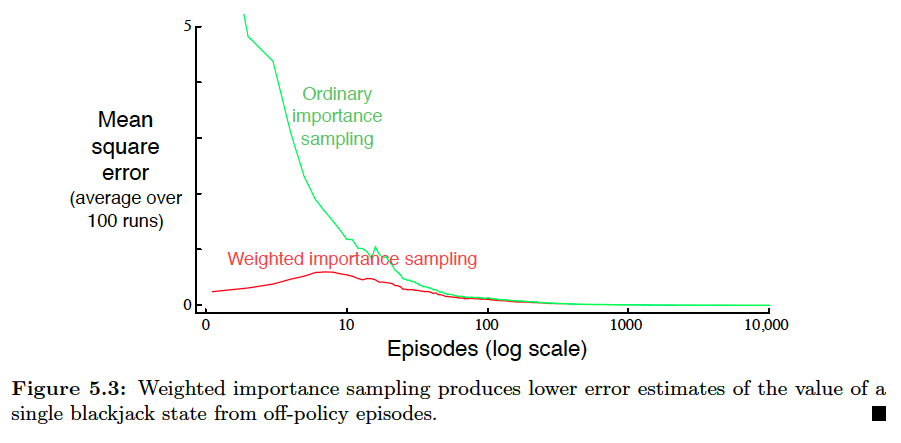 5
Ordinary
importance
sampling
Mean
square
error
(average over
100 runs)
Weighted importance sampling
0
0 10 100 1000 10,000
Episodes (log scale)
Figure 5.3: Weighted importance sampling produces lower error estimates of the value of a
single blackjack state from off-policy episodes.